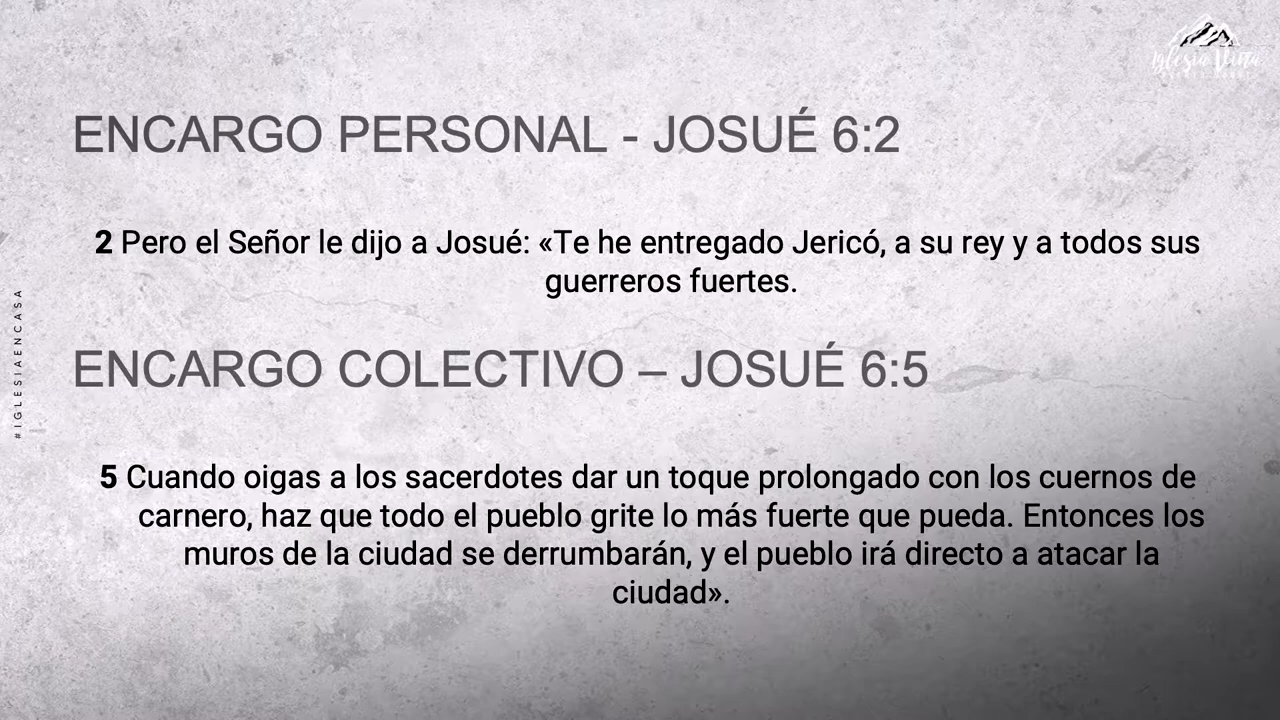 ENCARGO PERSONAL - JOSUÉ 6:2
2 Pero el Señor le dijo a Josué: «Te he entregado Jericó, a su rey y a todos sus
guerreros fuertes.
ENCARGO COLECTIVO – JOSUÉ 6:5
5 Cuando oigas a los sacerdotes dar un toque prolongado con los cuernos de
carnero, haz que todo el pueblo grite lo más fuerte que pueda. Entonces los
muros de la ciudad se derrumbarán, y el pueblo irá directo a atacar la
ciudad».
#IGLESIAENCASA
Iglesia